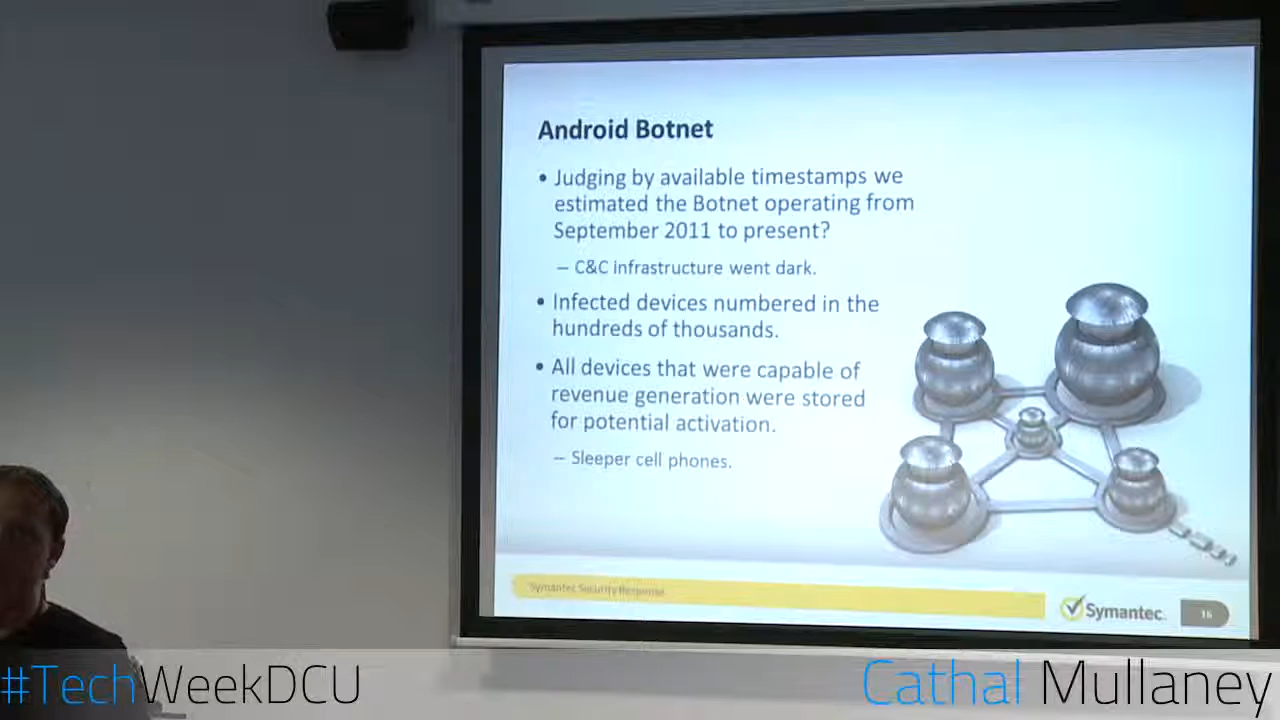 Android Botnet
• Judging by available timestamps we
estimated the Botnet operating from
September 2011 to present?
– C&C infrastructure went dark.
• Infected devices numbered in the
hundreds of thousands.
• All devices that were capable of
revenue generation were stored
for potential activation.
– Sleeper cell phones.
Symantec Security Response
Symantec.
16
#TechWeekDCU
Cathal Mullaney